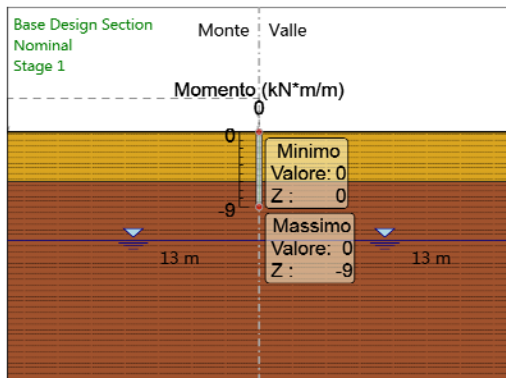 Base Design Section
Nominal
Stage 1
Monte Valle
Momento (kN*m/m)
0
0
Minimo
Valore: 0
Z : 0
-9
Massimo
Valore: 0
Z : -9
13 m 13 m